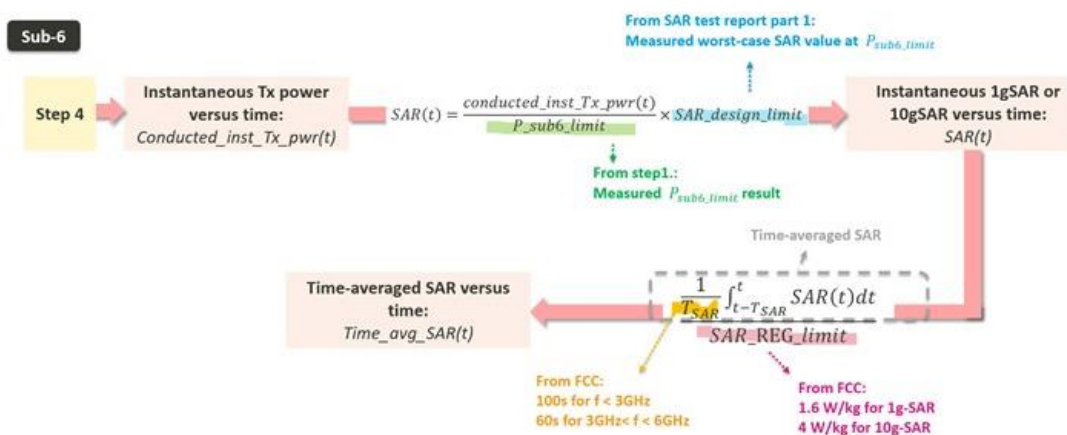 Sub-6
From SAR test report part 1:
Measured worst-case SAR value at P_sub6_limit
Step 4
Instantaneous Tx power
versus time:
Conducted_inst_Tx_pwr(t)
SAR(t) = conducted_inst_Tx_pwr(t) / P_sub6_limit × SAR_design_limit
Instantaneous 1gSAR or
10gSAR versus time:
SAR(t)
From step1.:
Measured P_sub6_limit result
Time-averaged SAR
Time-averaged SAR versus
time:
Time_avg_SAR(t)
1/T_SAR ∫_{t−T_SAR}^{t} SAR(t)dt
SAR_REG_limit
From FCC:
100s for f < 3GHz
60s for 3GHz< f < 6GHz
From FCC:
1.6 W/kg for 1g-SAR
4 W/kg for 10g-SAR